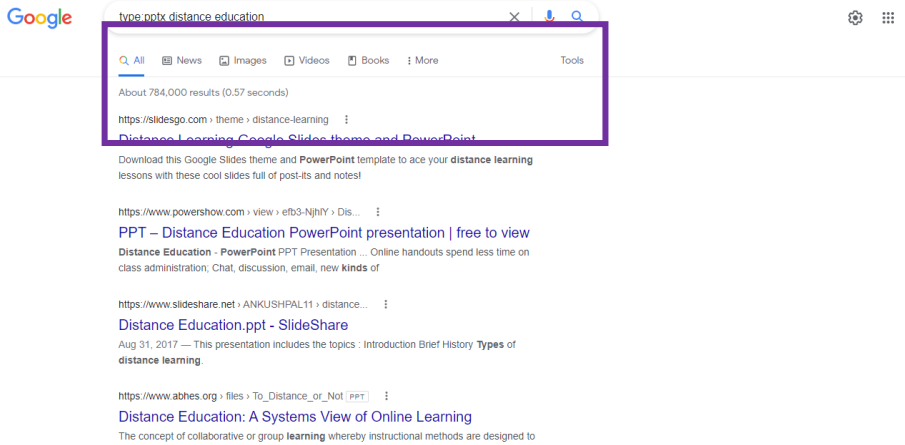 Google
type:pptx distance education
All News Images Videos Books More Tools
About 784,000 results (0.57 seconds)
https://slidesgo.com › theme › distance-learning
Distance Learning Google Slides theme and PowerPoint
Download this Google Slides theme and PowerPoint template to ace your distance learning
lessons with these cool slides full of post-its and notes!
https://www.powershow.com › view › efb3-NjhlY › Dis...
PPT – Distance Education PowerPoint presentation | free to view
Distance Education - PowerPoint PPT Presentation ... Online handouts spend less time on
class administration; Chat, discussion, email, new kinds of
https://www.slideshare.net › ANKUSHPAL11 › distance...
Distance Education.ppt - SlideShare
Aug 31, 2017 — This presentation includes the topics : Introduction Brief History Types of
distance learning.
https://www.abhes.org › files › To_Distance_or_Not PPT
Distance Education: A Systems View of Online Learning
The concept of collaborative or group learning whereby instructional methods are designed to